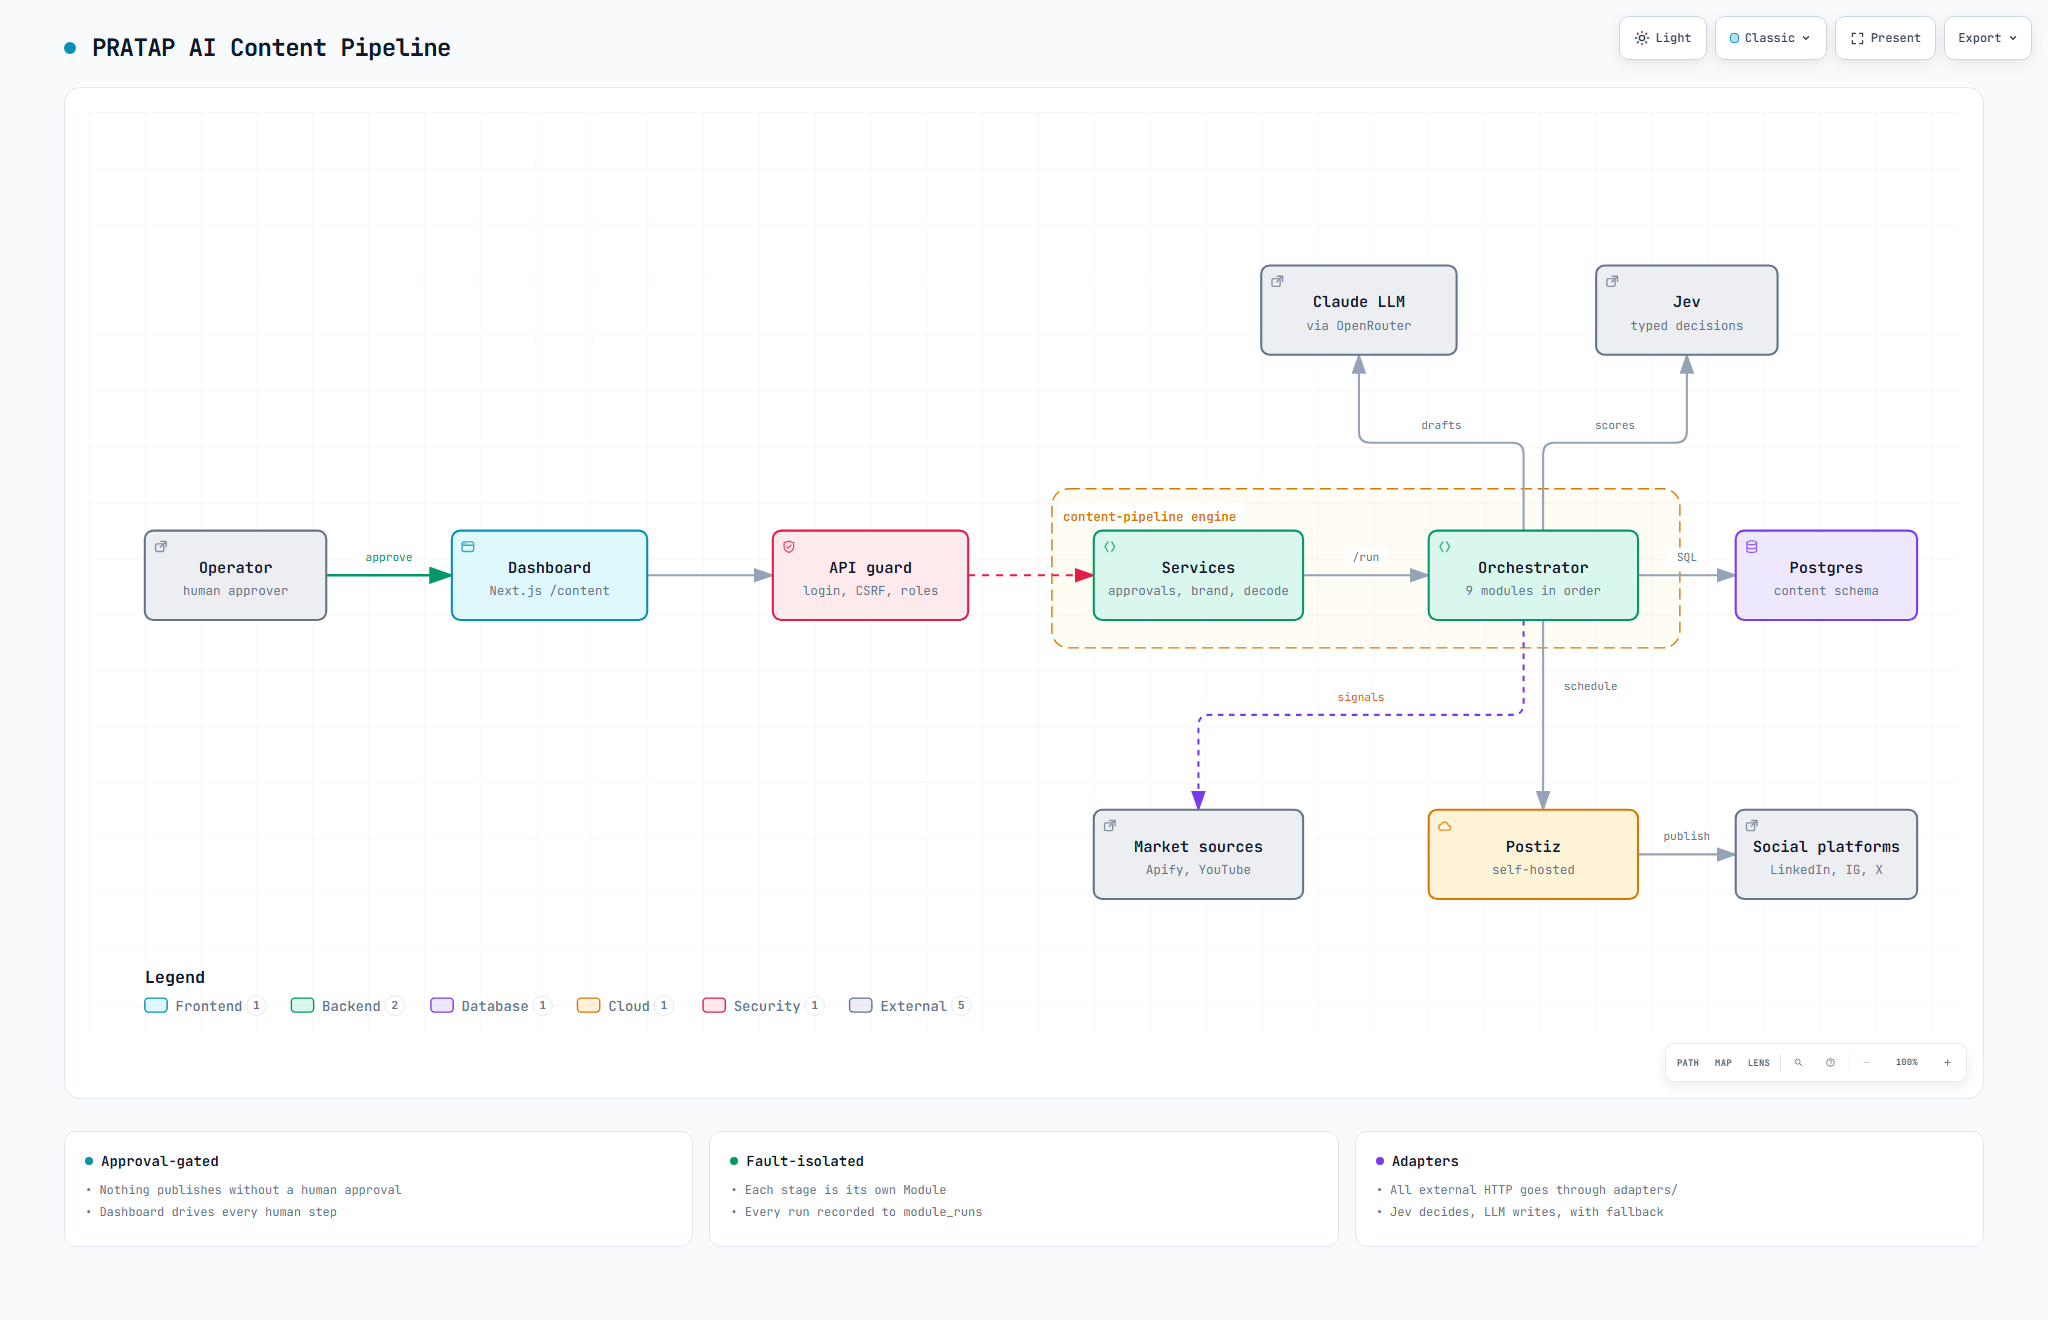 PRATAP AI Content Pipeline
Light
Classic
Present
Export
Claude LLM
via OpenRouter
Jev
typed decisions
drafts
scores
content-pipeline engine
Operator
human approver
approve
Dashboard
Next.js /content
API guard
login, CSRF, roles
Services
approvals, brand, decode
/run
Orchestrator
9 modules in order
SQL
Postgres
content schema
signals
schedule
Market sources
Apify, YouTube
Postiz
self-hosted
publish
Social platforms
LinkedIn, IG, X
Legend
Frontend 1
Backend 2
Database 1
Cloud 1
Security 1
External 5
PATH
MAP
LENS
100%
Approval-gated
• Nothing publishes without a human approval
• Dashboard drives every human step
Fault-isolated
• Each stage is its own Module
• Every run recorded to module_runs
Adapters
• All external HTTP goes through adapters/
• Jev decides, LLM writes, with fallback